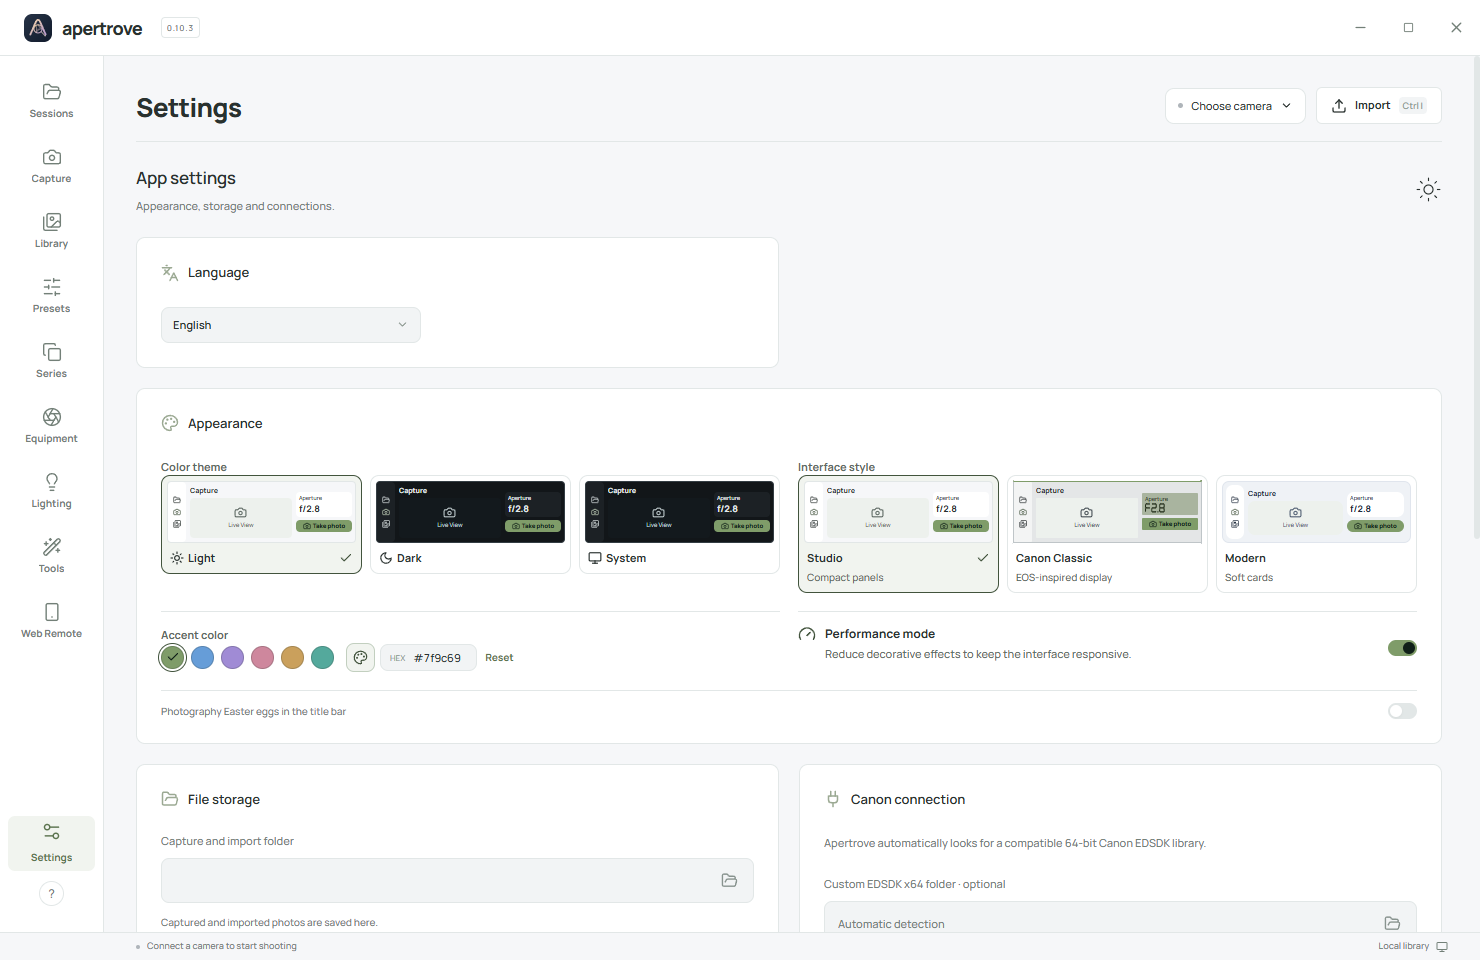 apertrove
0.10.3
Sessions
Capture
Library
Presets
Series
Equipment
Lighting
Tools
Web Remote
Settings
?
Settings
Choose camera
Import
Ctrl I
App settings
Appearance, storage and connections.
Language
English
Appearance
Color theme
Capture
Live View
Aperture
f/2.8
Take photo
Light
Capture
Live View
Aperture
f/2.8
Take photo
Dark
Capture
Live View
Aperture
f/2.8
Take photo
System
Interface style
Capture
Live View
Aperture
f/2.8
Take photo
Studio
Compact panels
Capture
Live View
Aperture
F2.8
Take photo
Canon Classic
EOS-inspired display
Capture
Live View
Aperture
f/2.8
Take photo
Modern
Soft cards
Accent color
HEX #7f9c69
Reset
Performance mode
Reduce decorative effects to keep the interface responsive.
Photography Easter eggs in the title bar
File storage
Capture and import folder
Captured and imported photos are saved here.
Canon connection
Apertrove automatically looks for a compatible 64-bit Canon EDSDK library.
Custom EDSDK x64 folder · optional
Automatic detection
Connect a camera to start shooting
Local library